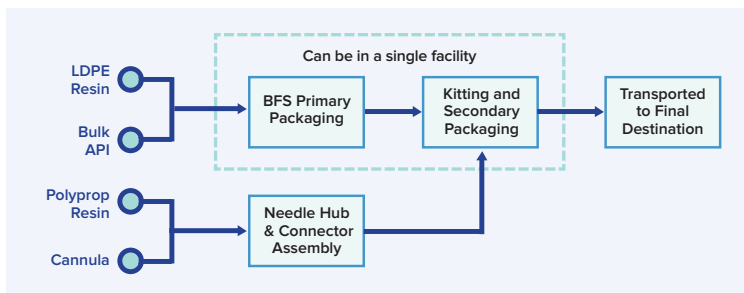 Can be in a single facility
LDPE
Resin
Bulk
API
BFS Primary
Packaging
Kitting and
Secondary
Packaging
Transported
to Final
Destination
Polyprop
Resin
Cannula
Needle Hub
& Connector
Assembly